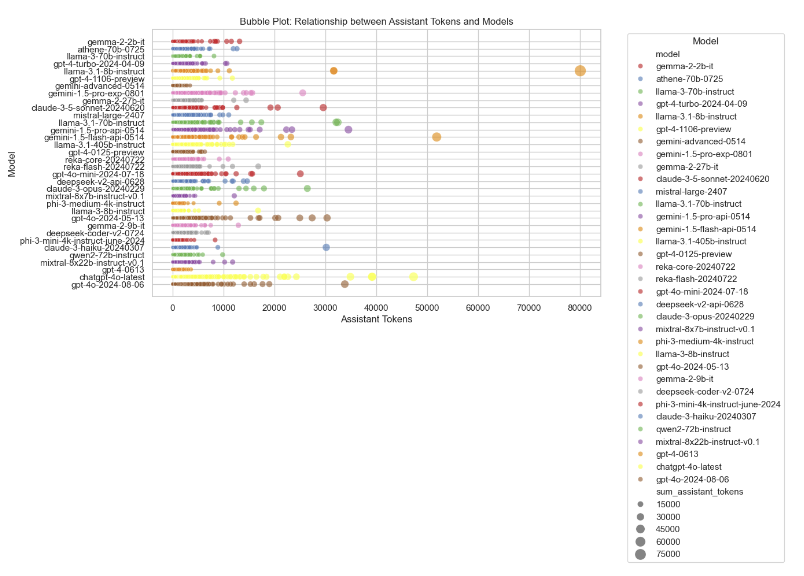 Bubble Plot: Relationship between Assistant Tokens and Models
Model
gemma-2-2b-it
athene-70b-0725
llama-3-70b-instruct
gpt-4-turbo-2024-04-09
llama-3.1-8b-instruct
gpt-4-1106-preview
gemini-advanced-0514
gemini-1.5-pro-exp-0801
gemma-2-27b-it
claude-3-5-sonnet-20240620
mistral-large-2407
llama-3.1-70b-instruct
gemini-1.5-pro-api-0514
gemini-1.5-flash-api-0514
llama-3.1-405b-instruct
gpt-4-0125-preview
reka-core-20240722
reka-flash-20240722
gpt-4o-mini-2024-07-18
deepseek-v2-api-0628
claude-3-opus-20240229
mixtral-8x7b-instruct-v0.1
phi-3-medium-4k-instruct
llama-3-8b-instruct
gpt-4o-2024-05-13
gemma-2-9b-it
deepseek-coder-v2-0724
phi-3-mini-4k-instruct-june-2024
claude-3-haiku-20240307
qwen2-72b-instruct
mixtral-8x22b-instruct-v0.1
gpt-4-0613
chatgpt-4o-latest
gpt-4o-2024-08-06
0 10000 20000 30000 40000 50000 60000 70000 80000
Assistant Tokens
Model
model
gemma-2-2b-it
athene-70b-0725
llama-3-70b-instruct
gpt-4-turbo-2024-04-09
llama-3.1-8b-instruct
gpt-4-1106-preview
gemini-advanced-0514
gemini-1.5-pro-exp-0801
gemma-2-27b-it
claude-3-5-sonnet-20240620
mistral-large-2407
llama-3.1-70b-instruct
gemini-1.5-pro-api-0514
gemini-1.5-flash-api-0514
llama-3.1-405b-instruct
gpt-4-0125-preview
reka-core-20240722
reka-flash-20240722
gpt-4o-mini-2024-07-18
deepseek-v2-api-0628
claude-3-opus-20240229
mixtral-8x7b-instruct-v0.1
phi-3-medium-4k-instruct
llama-3-8b-instruct
gpt-4o-2024-05-13
gemma-2-9b-it
deepseek-coder-v2-0724
phi-3-mini-4k-instruct-june-2024
claude-3-haiku-20240307
qwen2-72b-instruct
mixtral-8x22b-instruct-v0.1
gpt-4-0613
chatgpt-4o-latest
gpt-4o-2024-08-06
sum_assistant_tokens
15000
30000
45000
60000
75000